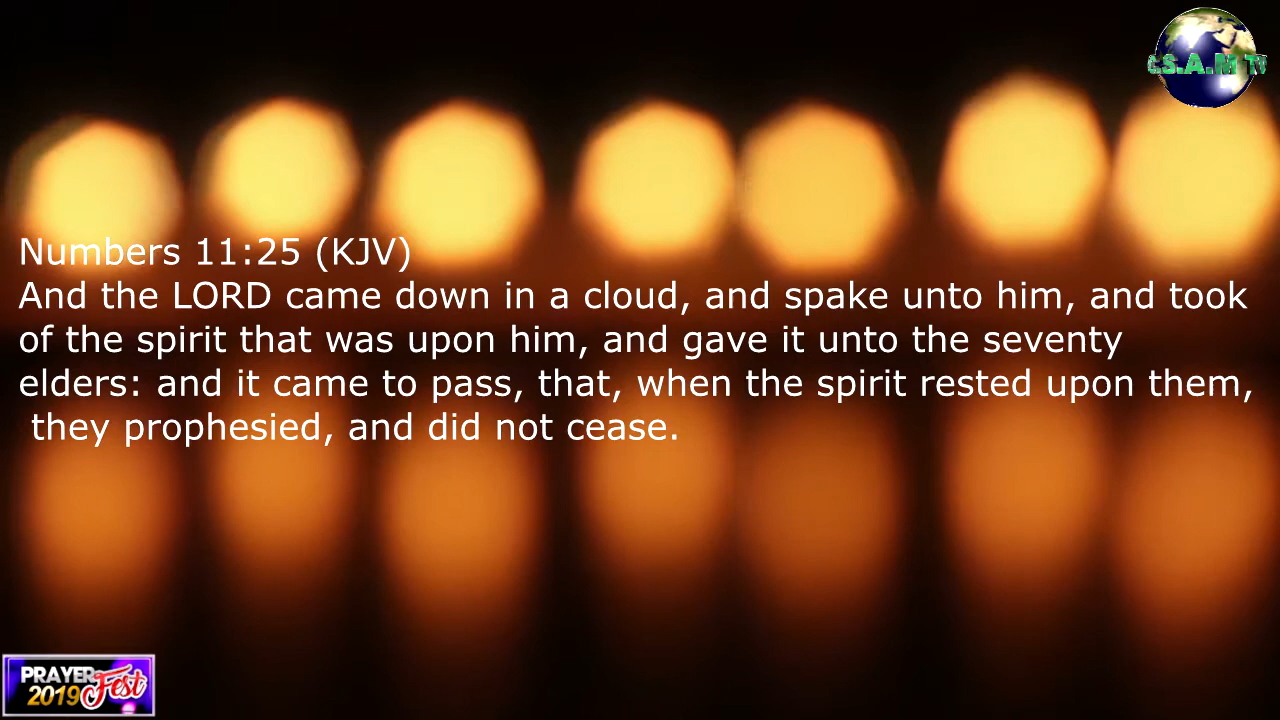 C.S.A.M TV
Numbers 11:25 (KJV)
And the LORD came down in a cloud, and spake unto him, and took
of the spirit that was upon him, and gave it unto the seventy
elders: and it came to pass, that, when the spirit rested upon them,
they prophesied, and did not cease.
PRAYER
2019 Fest